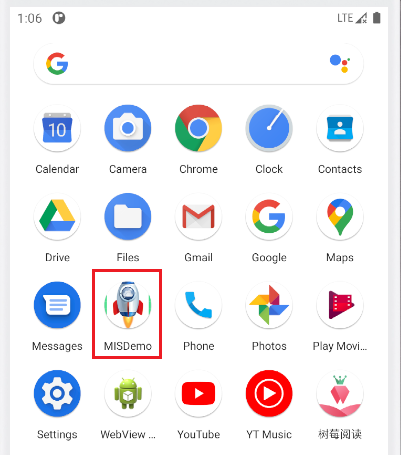 1:06 LTE
10
Calendar Camera Chrome Clock Contacts
Drive Files Gmail Google Maps
Messages MISDemo Phone Photos Play Movi...
Settings WebView ... YouTube YT Music 树莓阅读